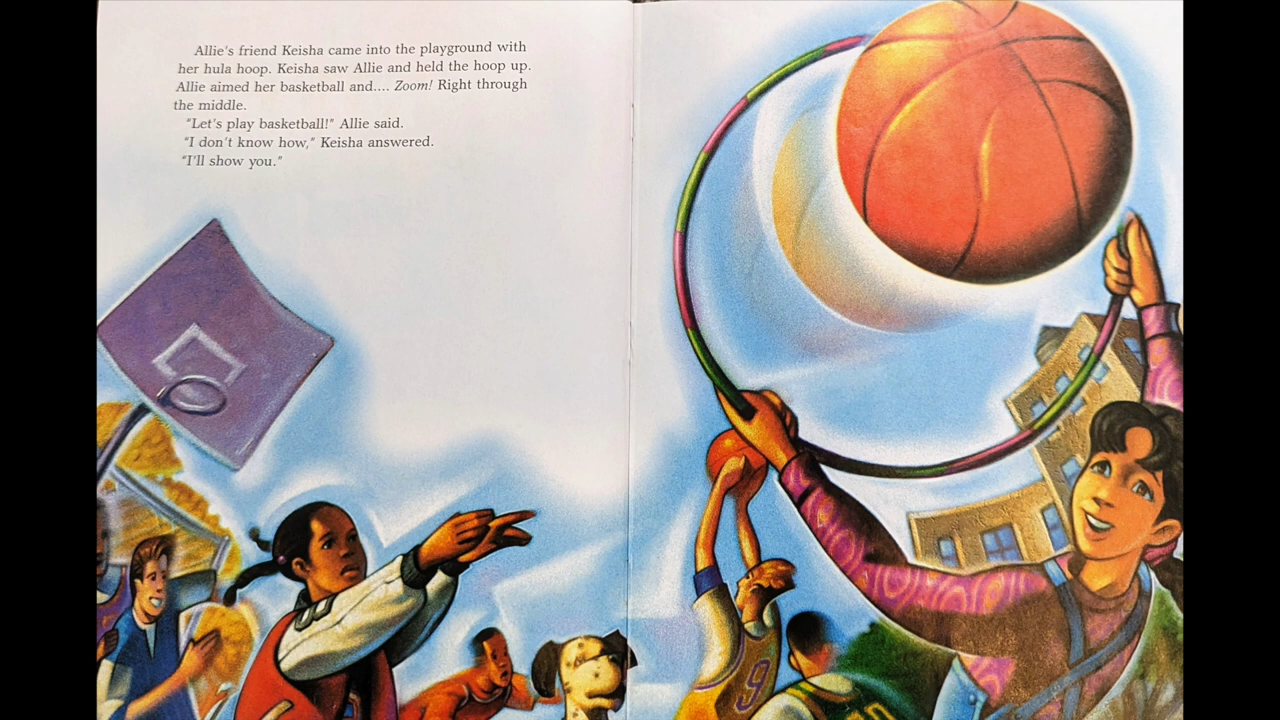 Allie's friend Keisha came into the playground with
her hula hoop. Keisha saw Allie and held the hoop up.
Allie aimed her basketball and.... Zoom! Right through
the middle.
"Let's play basketball!" Allie said.
"I don't know how," Keisha answered.
"I'll show you."
9